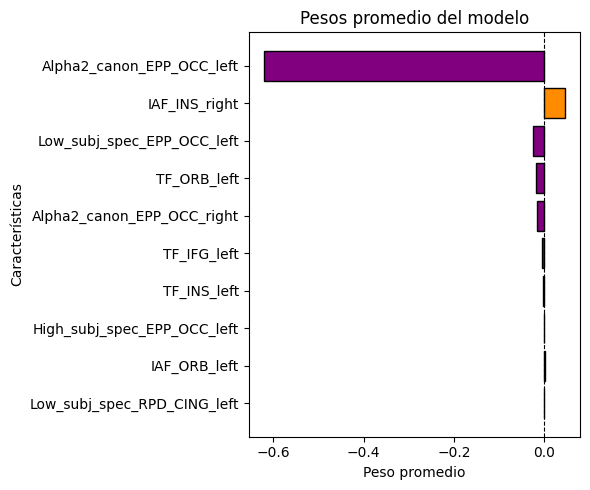 Pesos promedio del modelo
Características
Alpha2_canon_EPP_OCC_left
IAF_INS_right
Low_subj_spec_EPP_OCC_left
TF_ORB_left
Alpha2_canon_EPP_OCC_right
TF_IFG_left
TF_INS_left
High_subj_spec_EPP_OCC_left
IAF_ORB_left
Low_subj_spec_RPD_CING_left
−0.6 −0.4 −0.2 0.0
Peso promedio